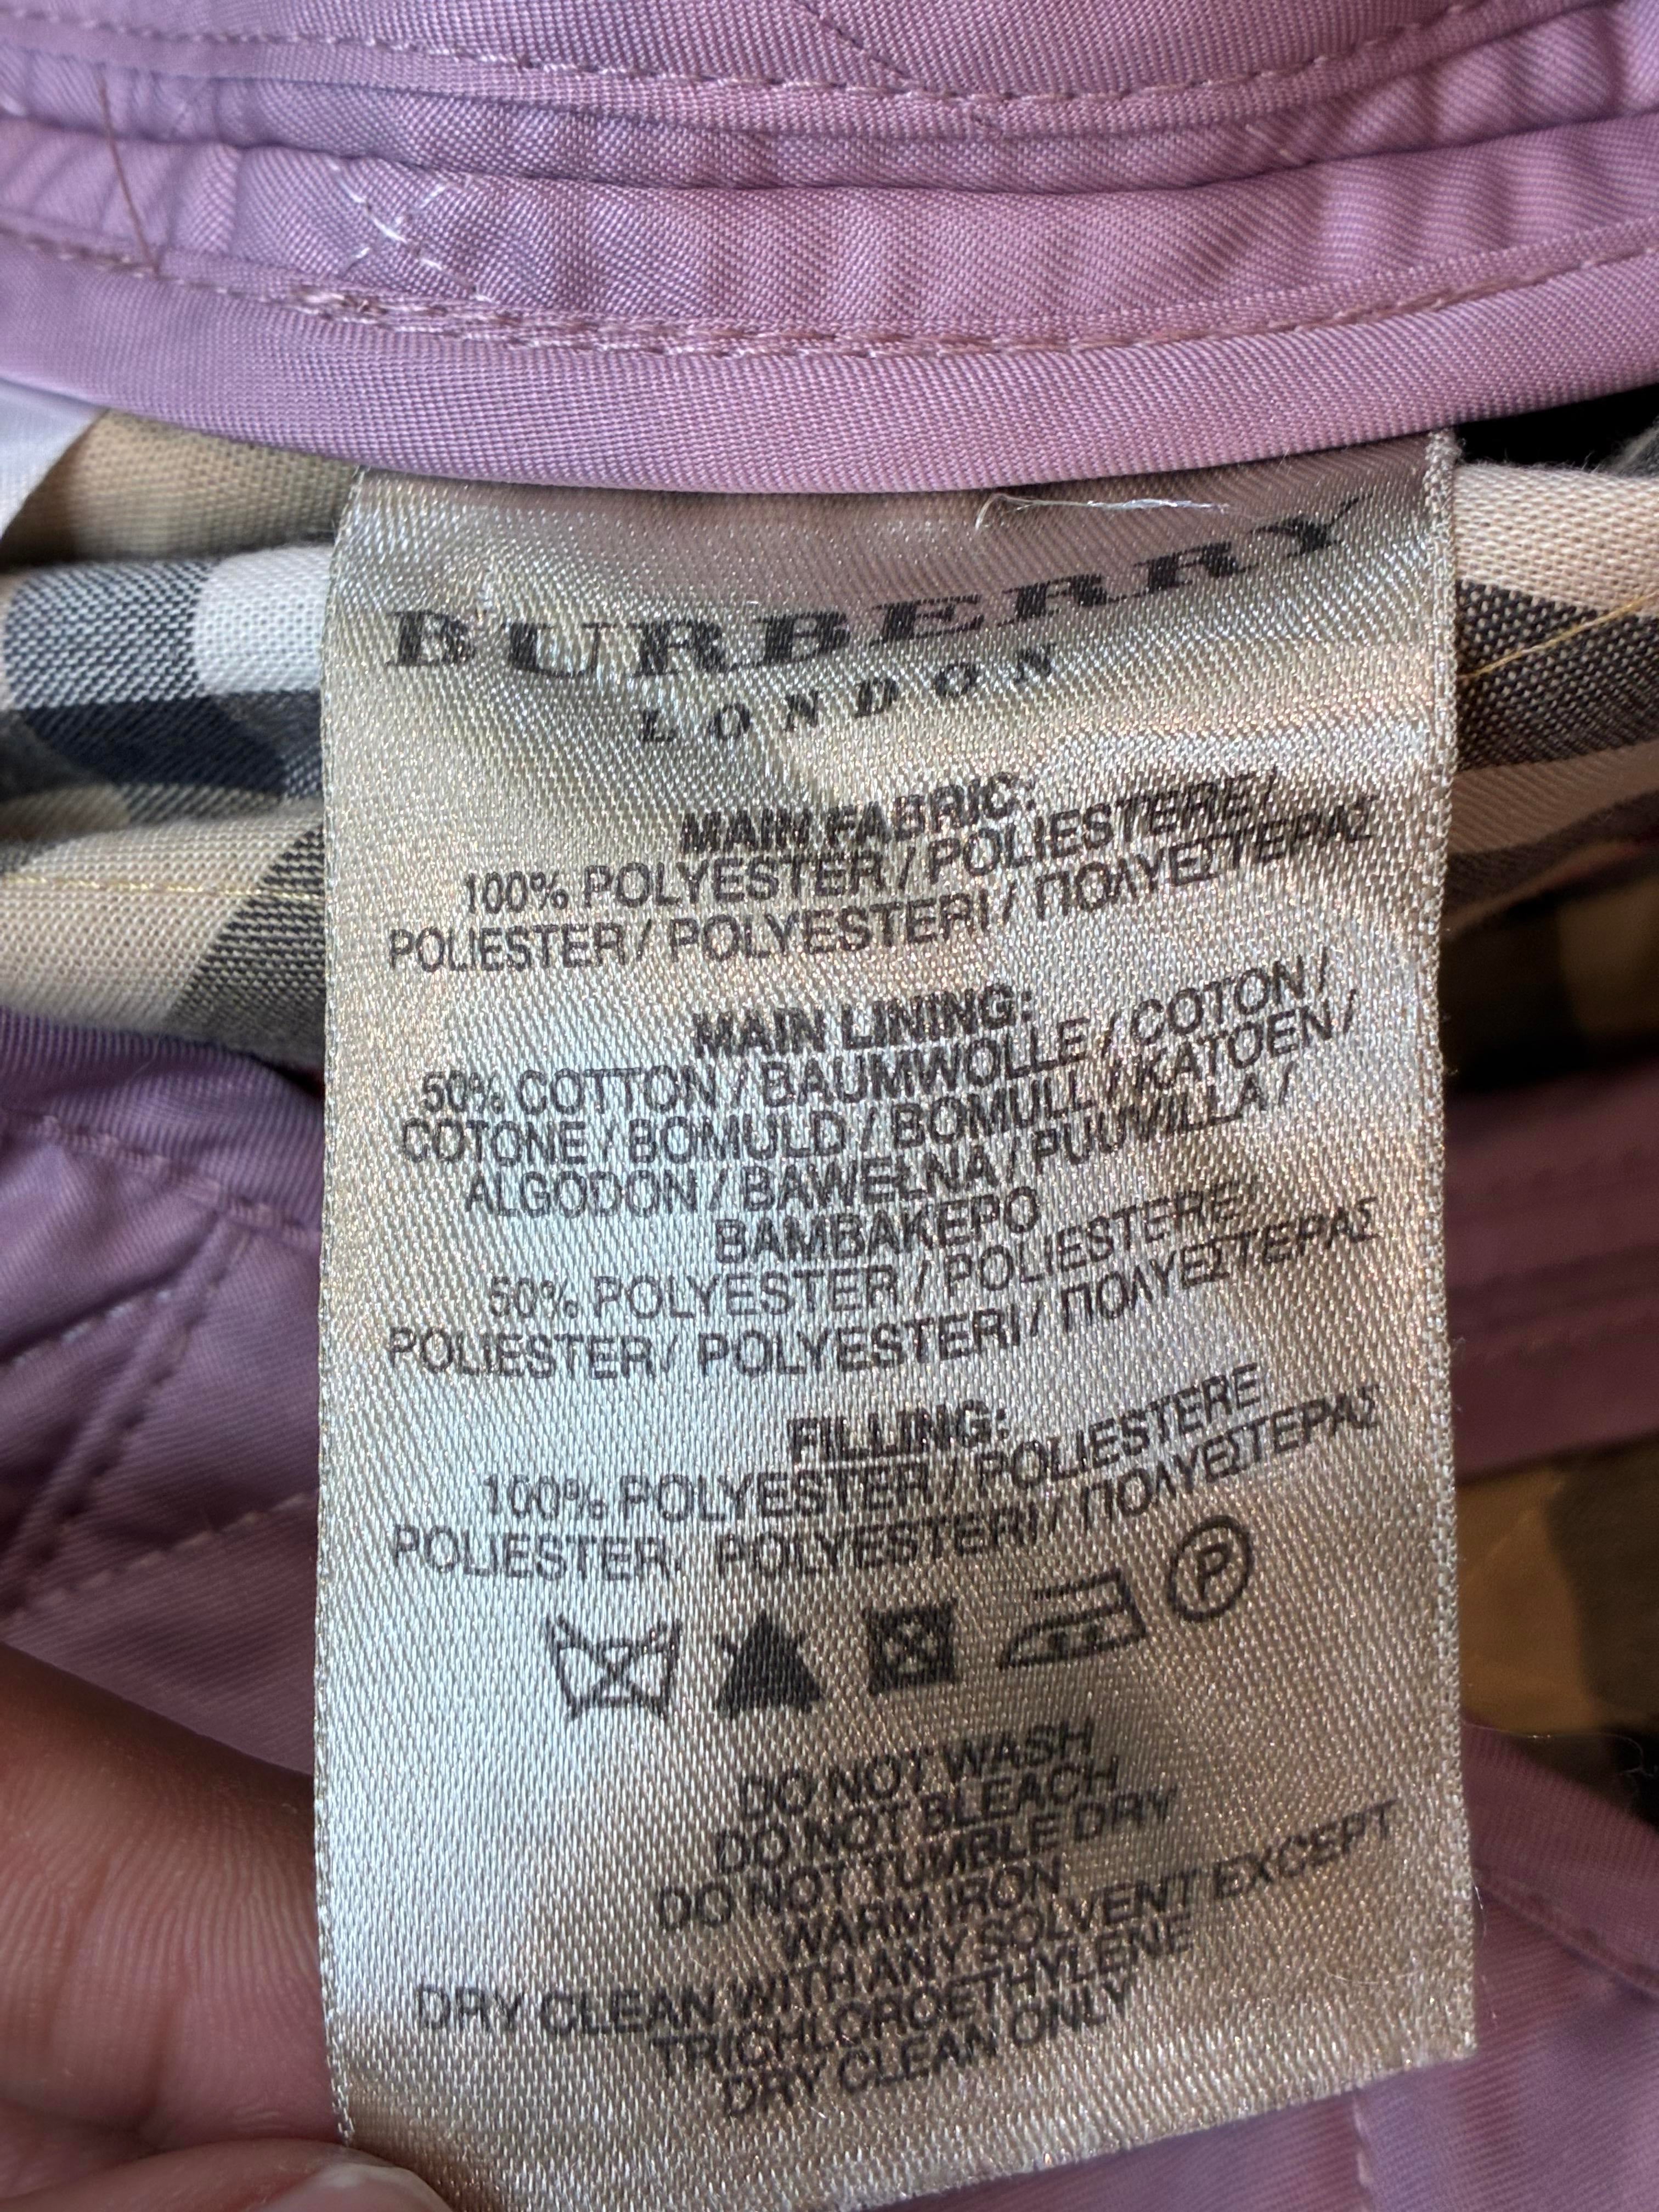 BURBERRY
LONDON
MAIN FABRIC:
100% POLYESTER / POLIESTERE/
POLIESTER / POLYESTERI / ΠΟΛΥΕΣΤΕΡΑΣ
MAIN LINING:
50% COTTON / BAUMWOLLE / COTON /
COTONE / BOMULD / BOMULL / KATOEN /
ALGODON / BAWEŁNA / PUUVILLA /
BAMBAKEPO
50% POLYESTER / POLIESTERE/
POLIESTER/ POLYESTERI / ΠΟΛΥΕΣΤΕΡΑΣ
FILLING:
100% POLYESTER / POLIESTERE
POLIESTER/ POLYESTERI/ ΠΟΛΥΕΣΤΕΡΑΣ
P
DO NOT WASH
DO NOT BLEACH
DO NOT TUMBLE DRY
WARM IRON
DRY CLEAN WITH ANY SOLVENT EXCEPT
TRICHLOROETHYLENE
DRY CLEAN ONLY